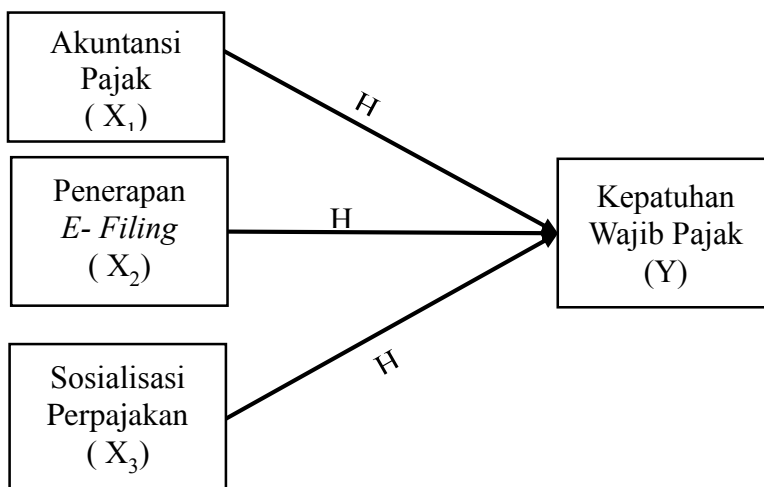 Akuntansi
Pajak
( X₁)
H
Penerapan
E- Filing
( X₂)
H
Kepatuhan
Wajib Pajak
(Y)
Sosialisasi
Perpajakan
( X₃)
H